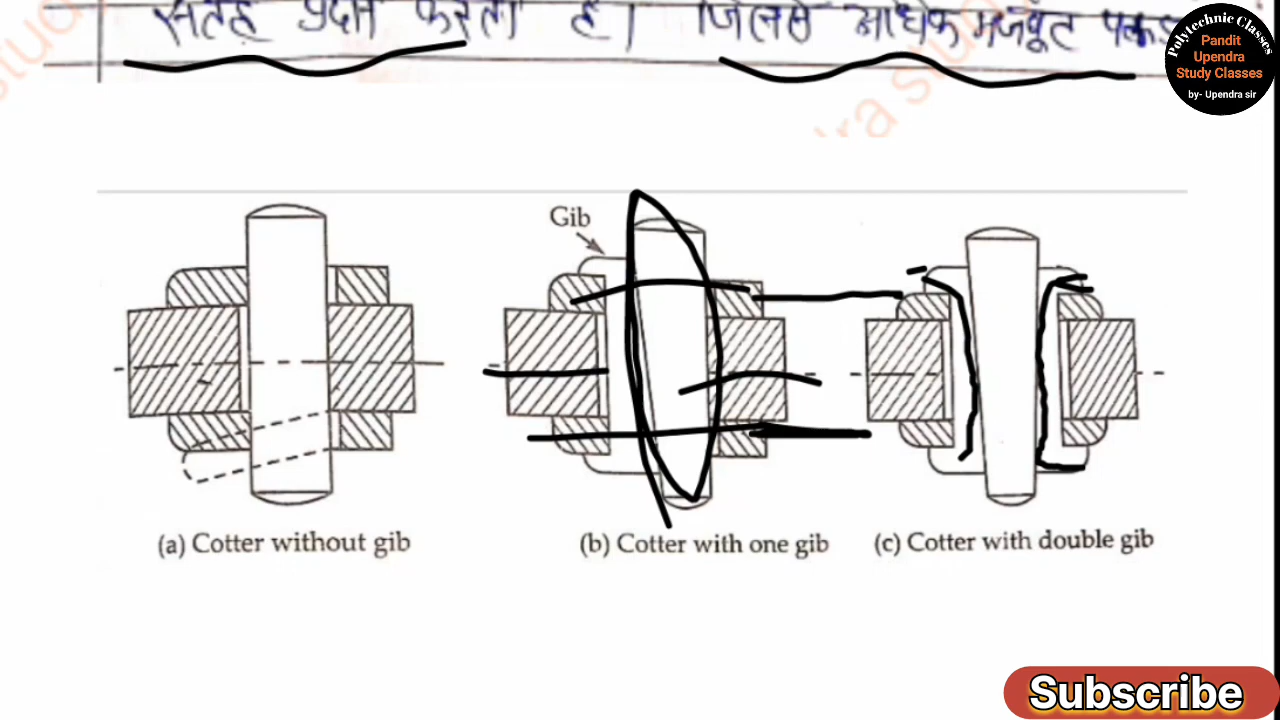 सतह प्रदान करता है। जिससे अधिक मजबूत पकड़
Polytechnic Classes
Pandit
Upendra
Study Classes
by- Upendra sir
Gib
(a) Cotter without gib
(b) Cotter with one gib
(c) Cotter with double gib
Subscribe